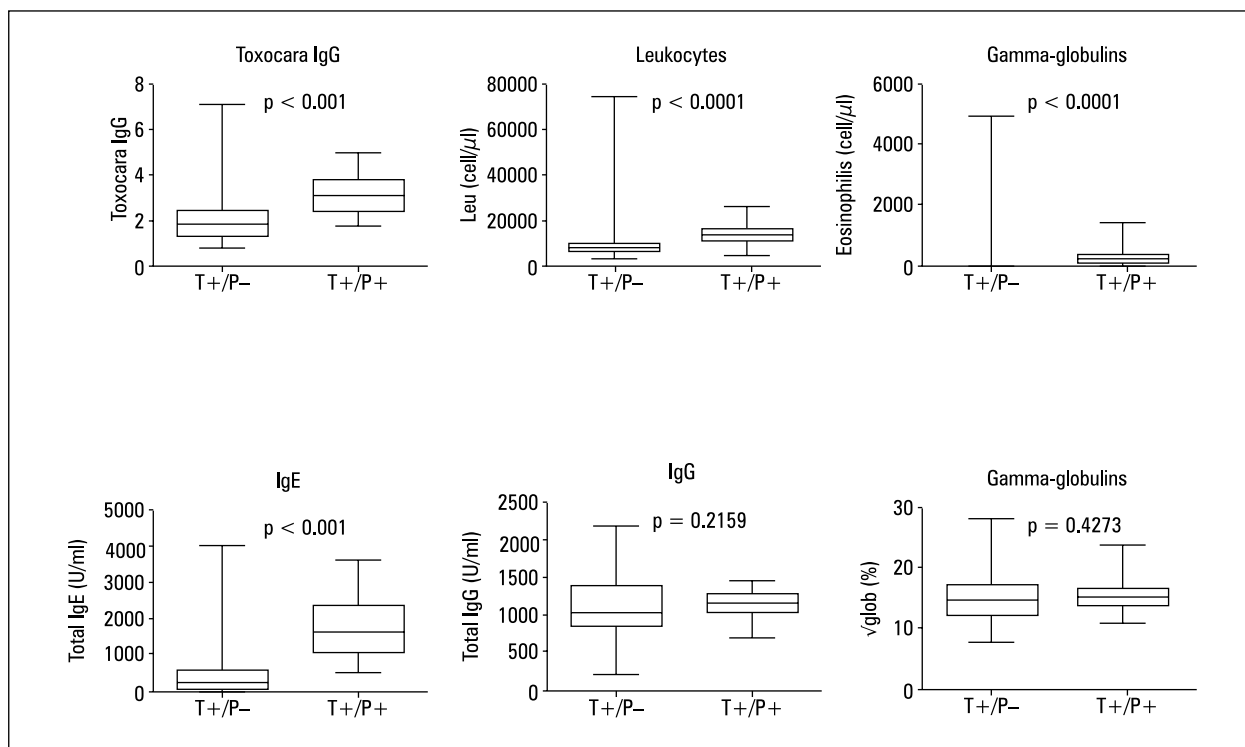 Toxocara IgG
p < 0.001
Toxocara IgG
8
6
4
2
0
T+/P–
T+/P+
Leukocytes
p < 0.0001
Leu (cell/µl)
80000
60000
40000
20000
0
T+/P–
T+/P+
Gamma-globulins
p < 0.0001
Eosinophilis (cell/µl)
6000
4000
2000
0
T+/P–
T+/P+
IgE
p < 0.001
Total IgE (U/ml)
5000
4000
3000
2000
1000
0
T+/P–
T+/P+
IgG
p = 0.2159
Total IgG (U/ml)
2500
2000
1500
1000
500
0
T+/P–
T+/P+
Gamma-globulins
p = 0.4273
√glob (%)
30
20
10
0
T+/P–
T+/P+